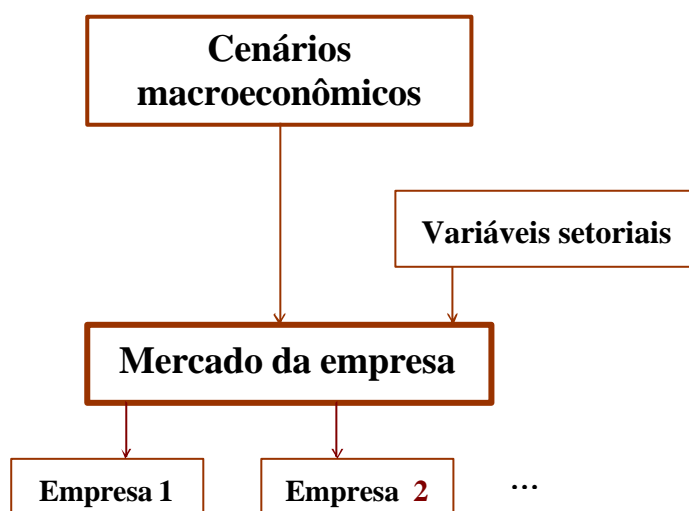 Cenários
macroeconômicos
Variáveis setoriais
Mercado da empresa
Empresa 1
Empresa 2
...